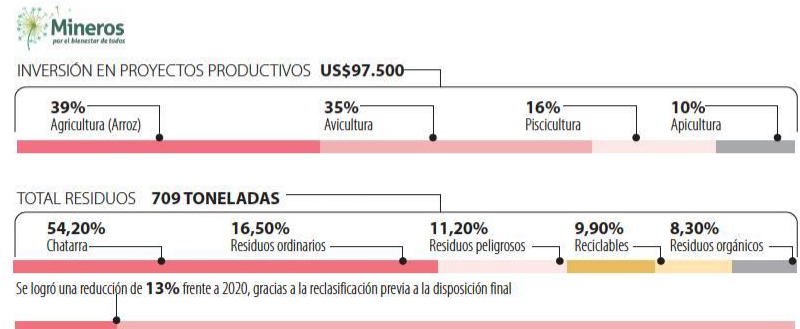 Mineros
por el bienestar de todos
INVERSIÓN EN PROYECTOS PRODUCTIVOS US$97.500
39% 35% 16% 10%
Agricultura (Arroz) Avicultura Piscicultura Apicultura
TOTAL RESIDUOS 709 TONELADAS
54,20% 16,50% 11,20% 9,90% 8,30%
Chatarra Residuos ordinarios Residuos peligrosos Reciclables Residuos orgánicos
Se logró una reducción de 13% frente a 2020, gracias a la reclasificación previa a la disposición final